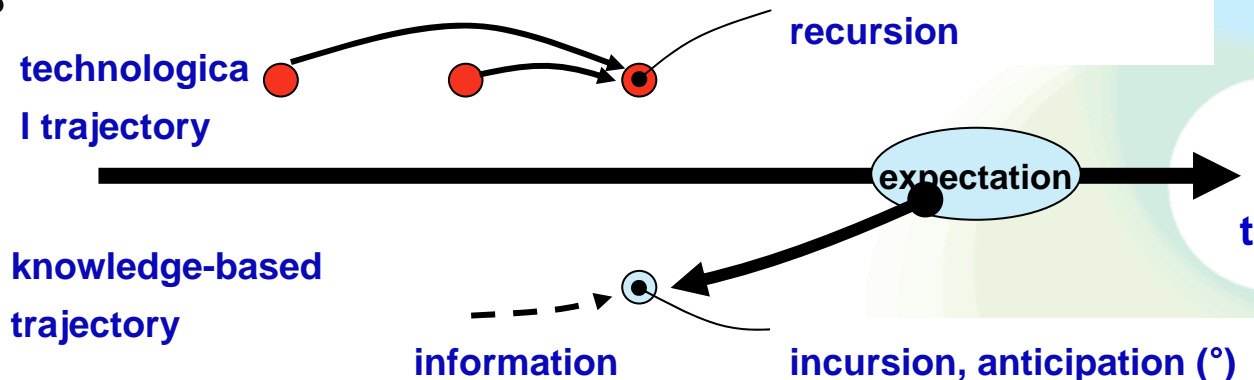 recursion
technologica
l trajectory
expectation
t
knowledge-based
trajectory
information
incursion, anticipation (°)